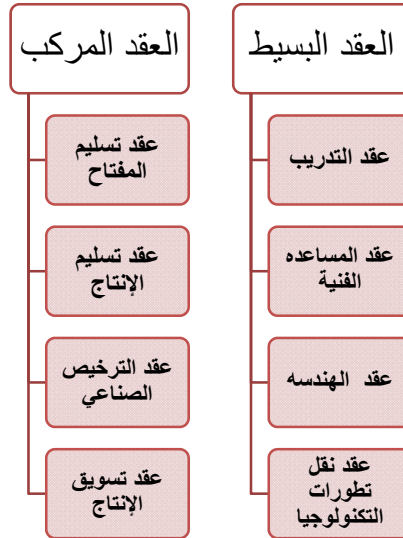 العقد البسيط
عقد التدريب
عقد المساعده
الفنية
عقد الهندسه
عقد نقل
تطورات
التكنولوجيا
العقد المركب
عقد تسليم
المفتاح
عقد تسليم
الإنتاج
عقد الترخيص
الصناعي
عقد تسويق
الإنتاج